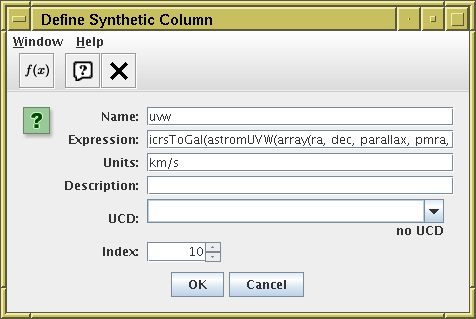 Define Synthetic Column
Window Help
f(x) ?
?
Name: uvw
Expression: icrsToGal(astromUVW(array(ra, dec, parallax, pmra,
Units: km/s
Description:
UCD:
no UCD
Index: 10
OK Cancel